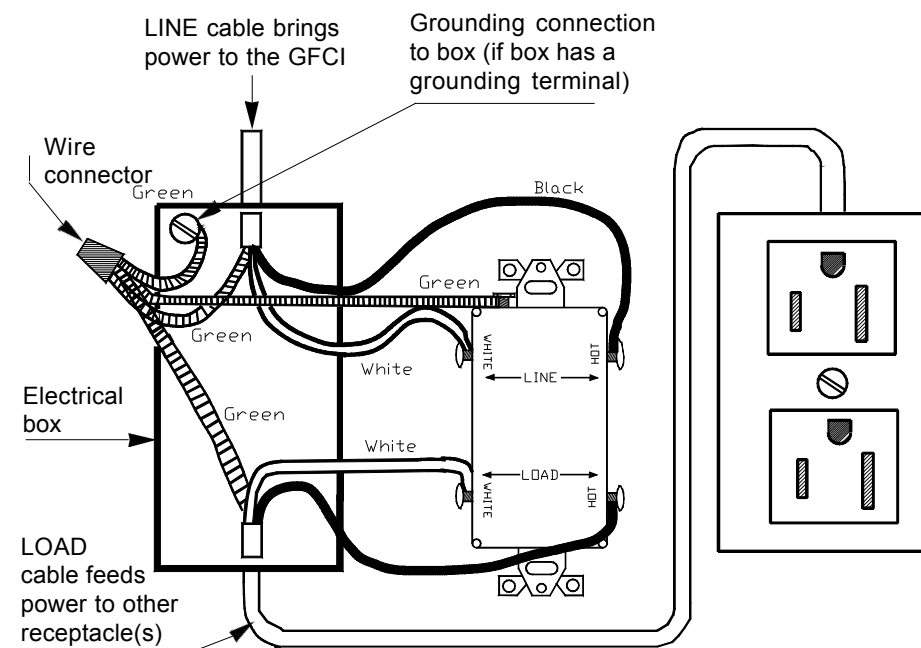 LINE cable brings
power to the GFCI
Grounding connection
to box (if box has a
grounding terminal)
Wire
connector
Green
Black
Green
Green
White
WHITE
HOT
LINE
Electrical
box
Green
White
LOAD
WHITE
HOT
LOAD
cable feeds
power to other
receptacle(s)